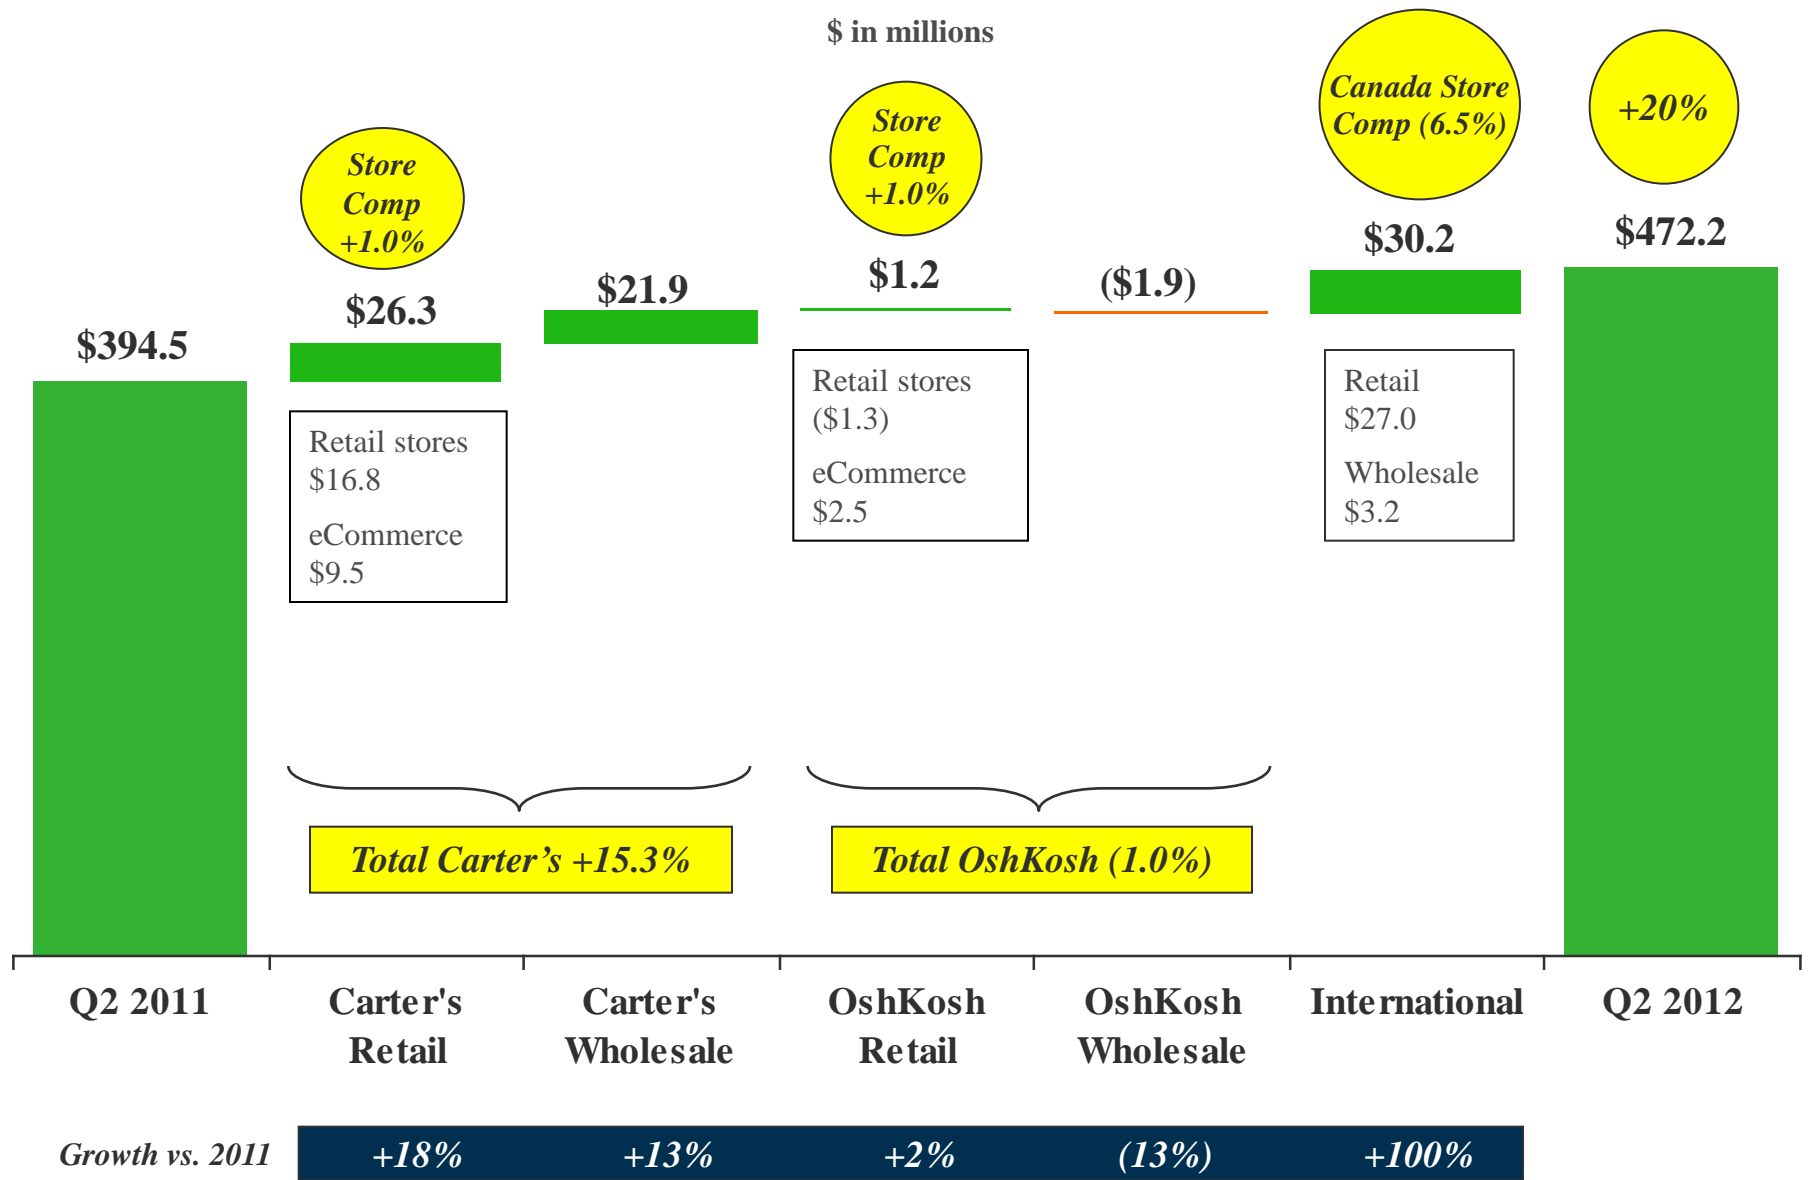 $ in millions
Store
Comp
+1.0%
Store
Comp
+1.0%
Canada Store
Comp (6.5%)
+20%
$394.5
$26.3
$21.9
$1.2
($1.9)
$30.2
$472.2
Retail stores
$16.8
eCommerce
$9.5
Retail stores
($1.3)
eCommerce
$2.5
Retail
$27.0
Wholesale
$3.2
Total Carter’s +15.3%
Total OshKosh (1.0%)
Q2 2011
Carter's
Retail
Carter's
Wholesale
OshKosh
Retail
OshKosh
Wholesale
International
Q2 2012
Growth vs. 2011
+18%
+13%
+2%
(13%)
+100%